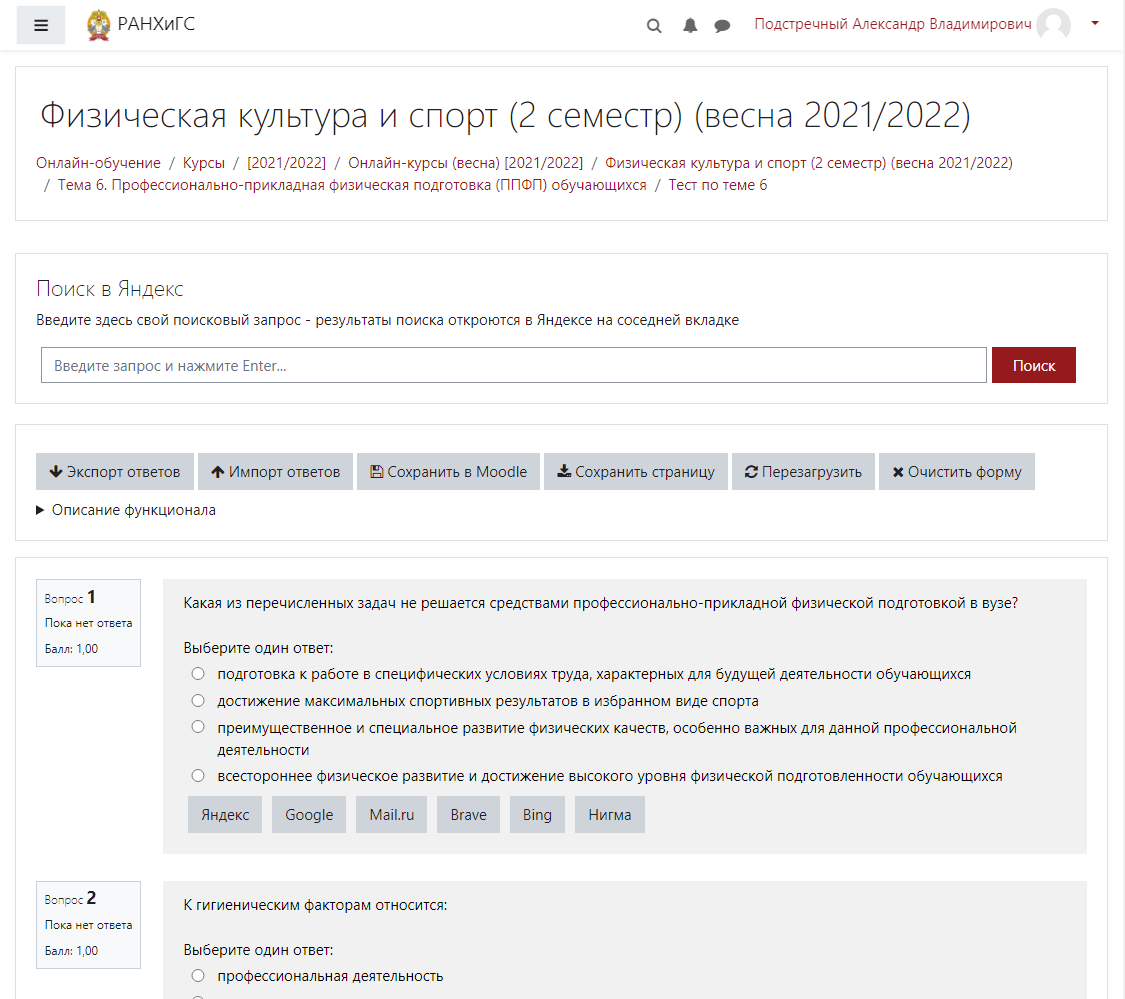 РАНХиГС
Подстречный Александр Владимирович
Физическая культура и спорт (2 семестр) (весна 2021/2022)
Онлайн-обучение / Курсы / [2021/2022] / Онлайн-курсы (весна) [2021/2022] / Физическая культура и спорт (2 семестр) (весна 2021/2022)
/ Тема 6. Профессионально-прикладная физическая подготовка (ППФП) обучающихся / Тест по теме 6
Поиск в Яндекс
Введите здесь свой поисковый запрос - результаты поиска откроются в Яндексе на соседней вкладке
Введите запрос и нажмите Enter...
Поиск
Экспорт ответов Импорт ответов Сохранить в Moodle Сохранить страницу Перезагрузить Очистить форму
Описание функционала
Вопрос 1
Пока нет ответа
Балл: 1,00
Какая из перечисленных задач не решается средствами профессионально-прикладной физической подготовкой в вузе?
Выберите один ответ:
подготовка к работе в специфических условиях труда, характерных для будущей деятельности обучающихся
достижение максимальных спортивных результатов в избранном виде спорта
преимущественное и специальное развитие физических качеств, особенно важных для данной профессиональной
деятельности
всестороннее физическое развитие и достижение высокого уровня физической подготовленности обучающихся
Яндекс Google Mail.ru Brave Bing Нигма
Вопрос 2
Пока нет ответа
Балл: 1,00
К гигиеническим факторам относится:
Выберите один ответ:
профессиональная деятельность